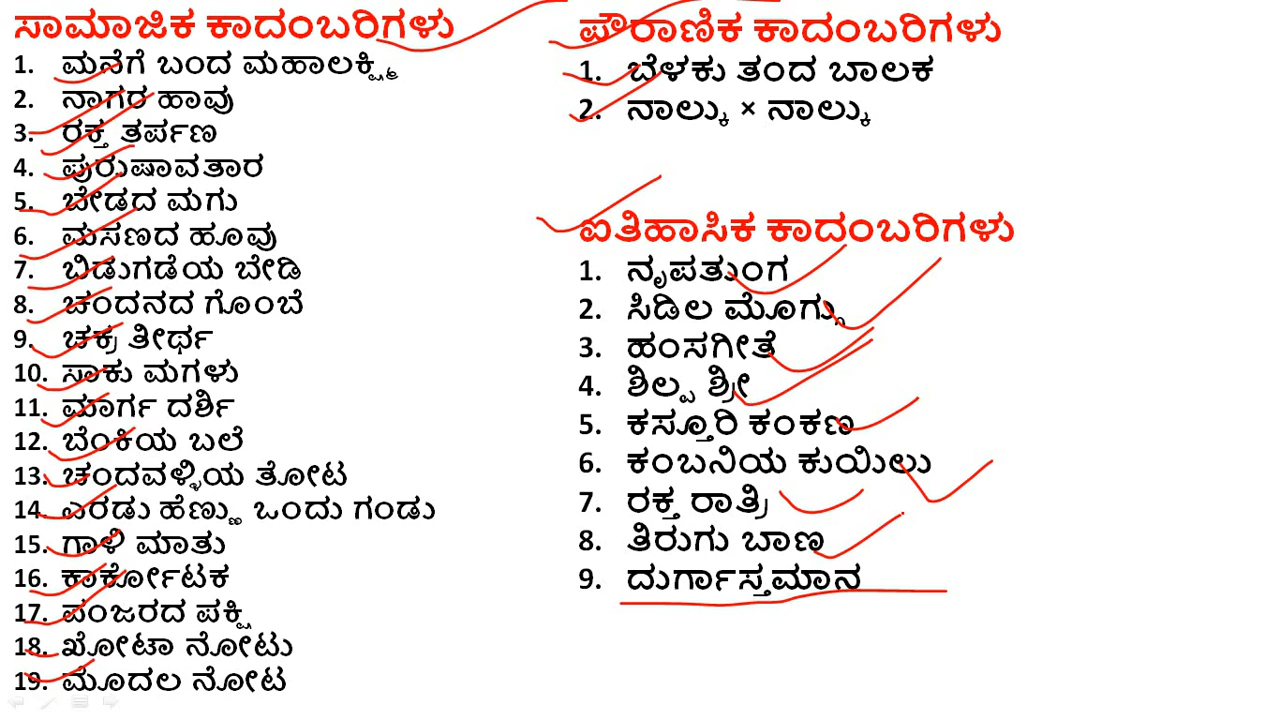 ಸಾಮಾಜಿಕ ಕಾದಂಬರಿಗಳು
1. ಮನೆಗೆ ಬಂದ ಮಹಾಲಕ್ಷ್ಮಿ
2. ನಾಗರ ಹಾವು
3. ರಕ್ತ ತರ್ಪಣ
4. ಪುರುಷಾವತಾರ
5. ಬೇಡದ ಮಗು
6. ಮಸಣದ ಹೂವು
7. ಬಿಡುಗಡೆಯ ಬೇಡಿ
8. ಚಂದನದ ಗೊಂಬೆ
9. ಚಕ್ರ ತೀರ್ಥ
10. ಸಾಕು ಮಗಳು
11. ಮಾರ್ಗ ದರ್ಶಿ
12. ಬೆಂಕಿಯ ಬಲೆ
13. ಚಂದವಳ್ಳಿಯ ತೋಟ
14. ಎರಡು ಹೆಣ್ಣು ಒಂದು ಗಂಡು
15. ಗಾಳಿ ಮಾತು
16. ಕಾರ್ಕೋಟಕ
17. ಪಂಜರದ ಪಕ್ಷಿ
18. ಖೋಟಾ ನೋಟು
19. ಮೊದಲ ನೋಟ
ಪೌರಾಣಿಕ ಕಾದಂಬರಿಗಳು
1. ಬೆಳಕು ತಂದ ಬಾಲಕ
2. ನಾಲ್ಕು × ನಾಲ್ಕು
ಐತಿಹಾಸಿಕ ಕಾದಂಬರಿಗಳು
1. ನೃಪತುಂಗ
2. ಸಿಡಿಲ ಮೊಗ್ಗು
3. ಹಂಸಗೀತೆ
4. ಶಿಲ್ಪ ಶ್ರೀ
5. ಕಸ್ತೂರಿ ಕಂಕಣ
6. ಕಂಬನಿಯ ಕುಯಿಲು
7. ರಕ್ತ ರಾತ್ರಿ
8. ತಿರುಗು ಬಾಣ
9. ದುರ್ಗಾಸ್ತಮಾನ